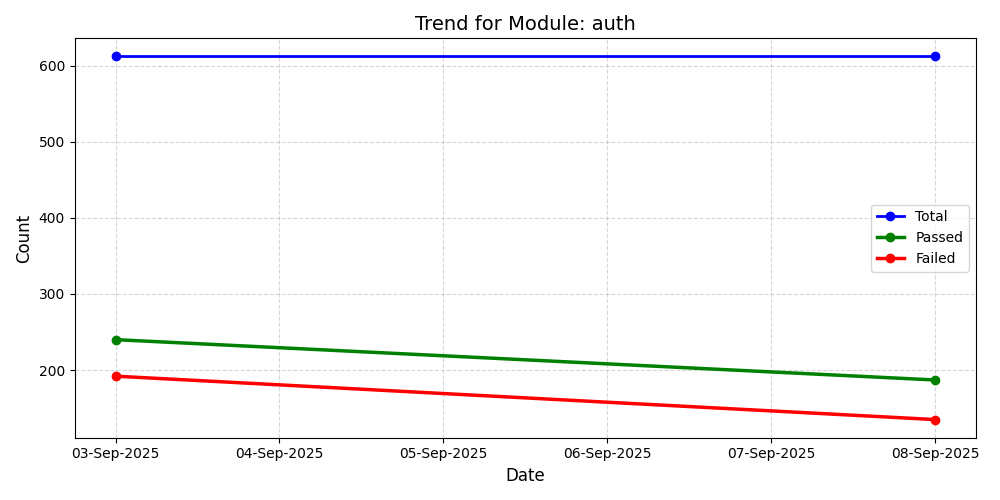 Trend for Module: auth
Count
600
500
400
300
200
Total
Passed
Failed
03-Sep-2025 04-Sep-2025 05-Sep-2025 06-Sep-2025 07-Sep-2025 08-Sep-2025
Date